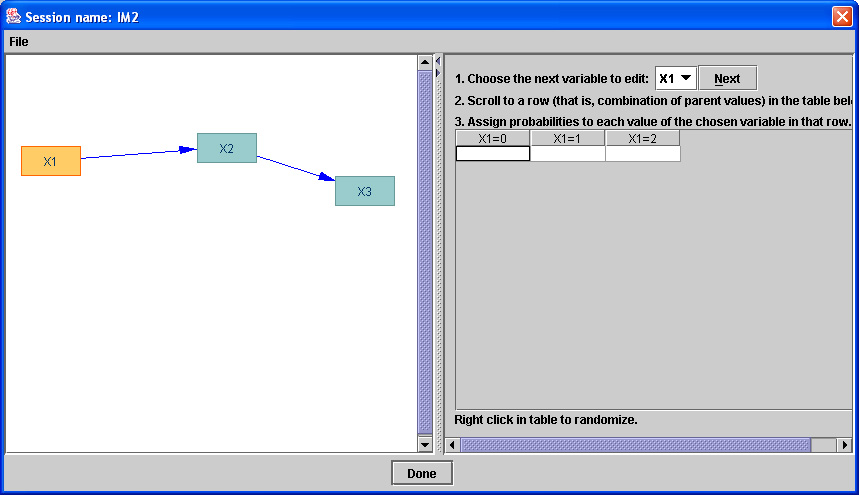 Session name: IM2
File
X1
X2
X3
1. Choose the next variable to edit: X1 Next
2. Scroll to a row (that is, combination of parent values) in the table
3. Assign probabilities to each value of the chosen variable in that row.
X1=0 X1=1 X1=2
Right click in table to randomize.
Done